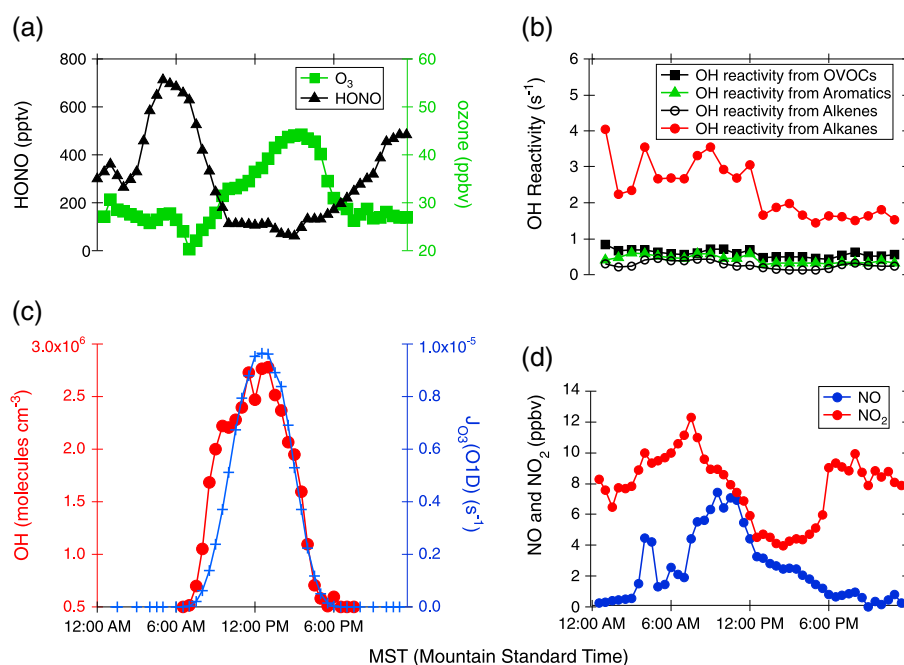 (a)
800
600
400
200
0
HONO (pptv)
O3
HONO
60
50
40
30
20
ozone (ppbv)
(b)
6
5
4
3
2
1
0
OH Reactivity (s-1)
OH reactivity from OVOCs
OH reactivity from Aromatics
OH reactivity from Alkenes
OH reactivity from Alkanes
(c)
3.0x10^6
2.5
2.0
1.5
1.0
0.5
OH (molecules cm-3)
1.0x10^-5
0.8
0.6
0.4
0.2
0.0
JO3(O1D) (s-1)
12:00 AM 6:00 AM 12:00 PM 6:00 PM
(d)
14
12
10
8
6
4
2
0
NO and NO2 (ppbv)
NO
NO2
12:00 AM 6:00 AM 12:00 PM 6:00 PM
MST (Mountain Standard Time)